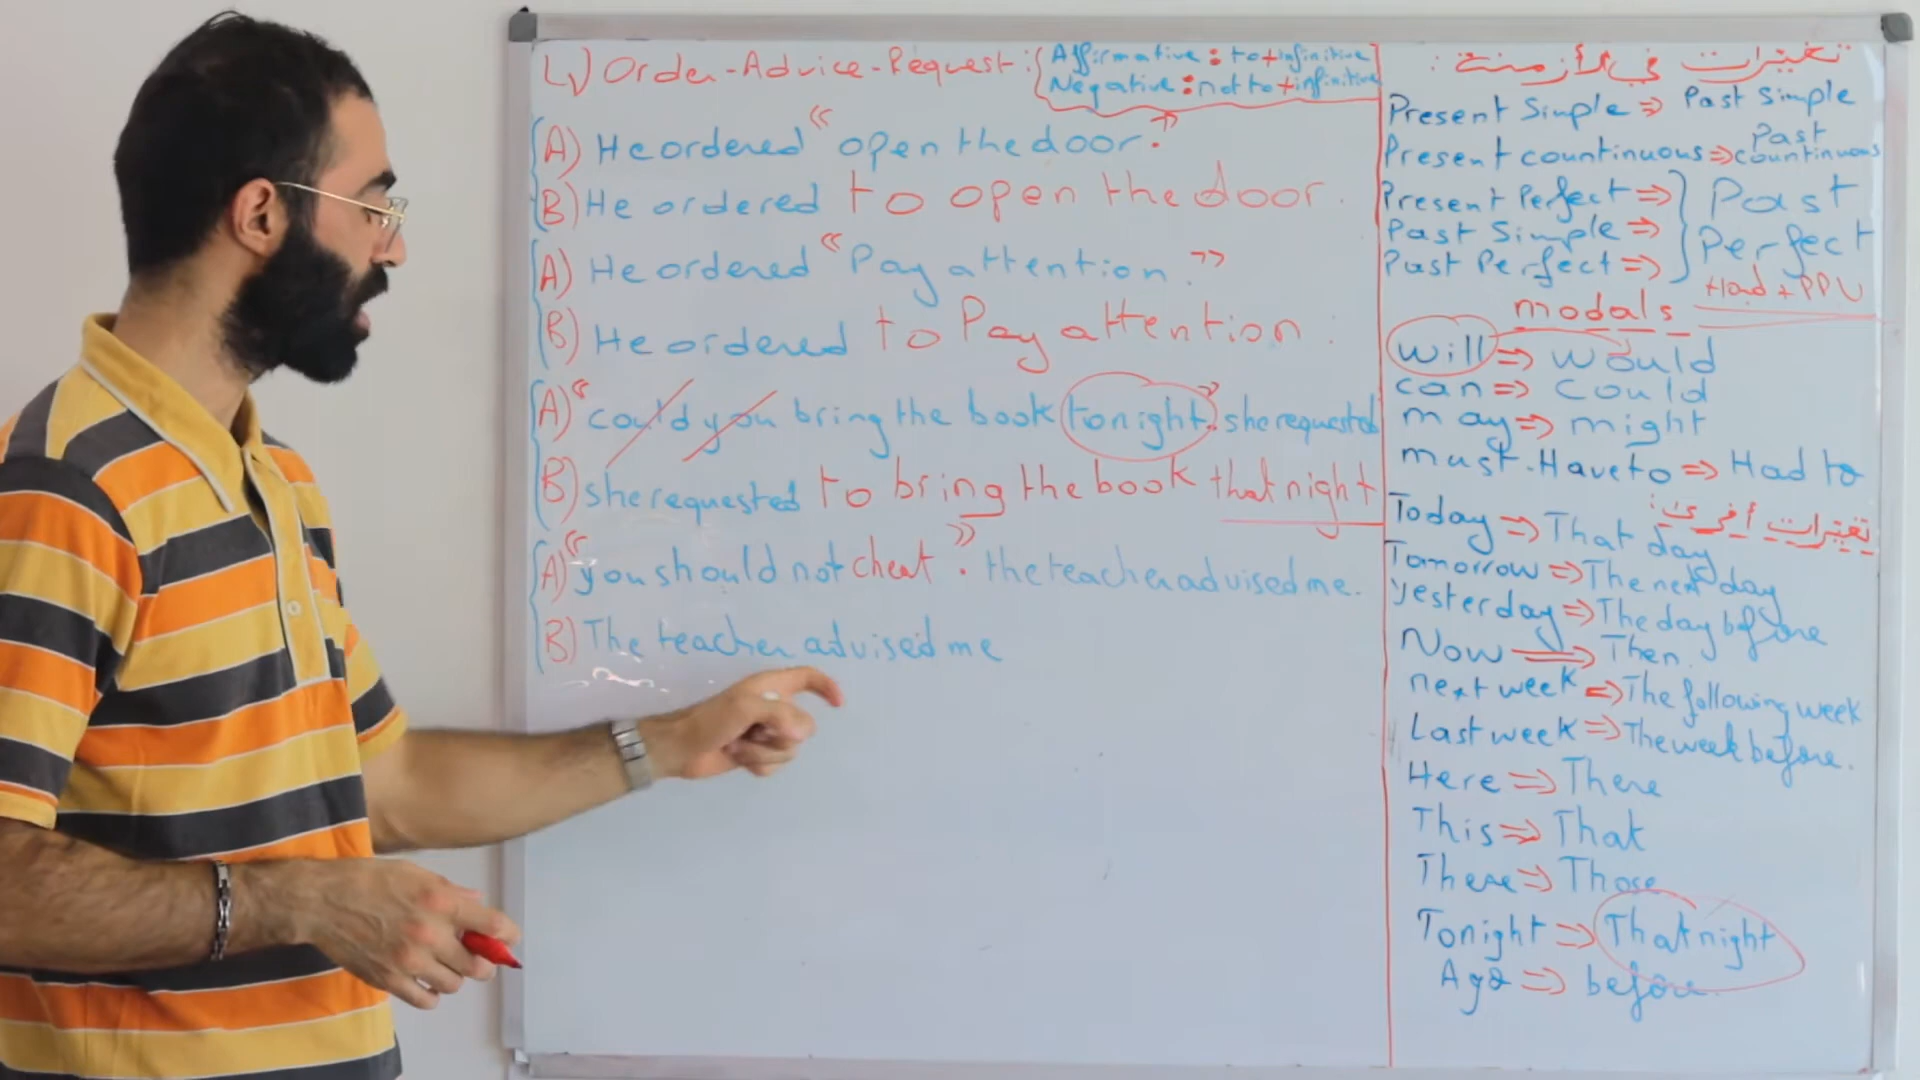 4) Order-Advice-Request: Affirmative: to+infinitive
Negative: not to+infinitive
A) He ordered "open the door."
B) He ordered to open the door.
A) He ordered "Pay attention."
B) He ordered to Pay attention.
A) "could you bring the book tonight". she requested
B) she requested to bring the book that night
A) "you should not cheat". the teacher advised me.
B) The teacher advised me
تغيرات في الأزمنة:
Present Simple => Past Simple
Present countinuous => Past countinuous
Present Perfect =>
Past Simple =>
Past Perfect =>
Past Perfect
Had + PPV
modals
will => would
can => could
may => might
must-Have to => Had to
تغيرات أخرى:
Today => That day
Tomorrow => The next day
Yesterday => The day before
Now => Then.
next week => The following week
Last week => The week before.
Here => There
This => That
These => Those
Tonight => That night
Ago => before.